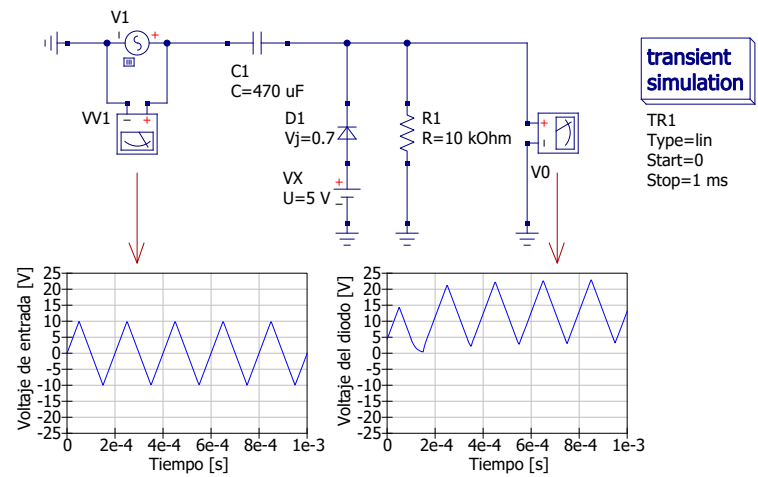 V1
C1
C=470 uF
VV1
D1
Vj=0.7
R1
R=10 kOhm
VX
U=5 V
V0
transient
simulation
TR1
Type=lin
Start=0
Stop=1 ms
Voltaje de entrada [V]
25
20
15
10
5
0
-5
-10
-15
-20
-25
0 2e-4 4e-4 6e-4 8e-4 1e-3
Tiempo [s]
Voltaje del diodo [V]
25
20
15
10
5
0
-5
-10
-15
-20
-25
0 2e-4 4e-4 6e-4 8e-4 1e-3
Tiempo [s]